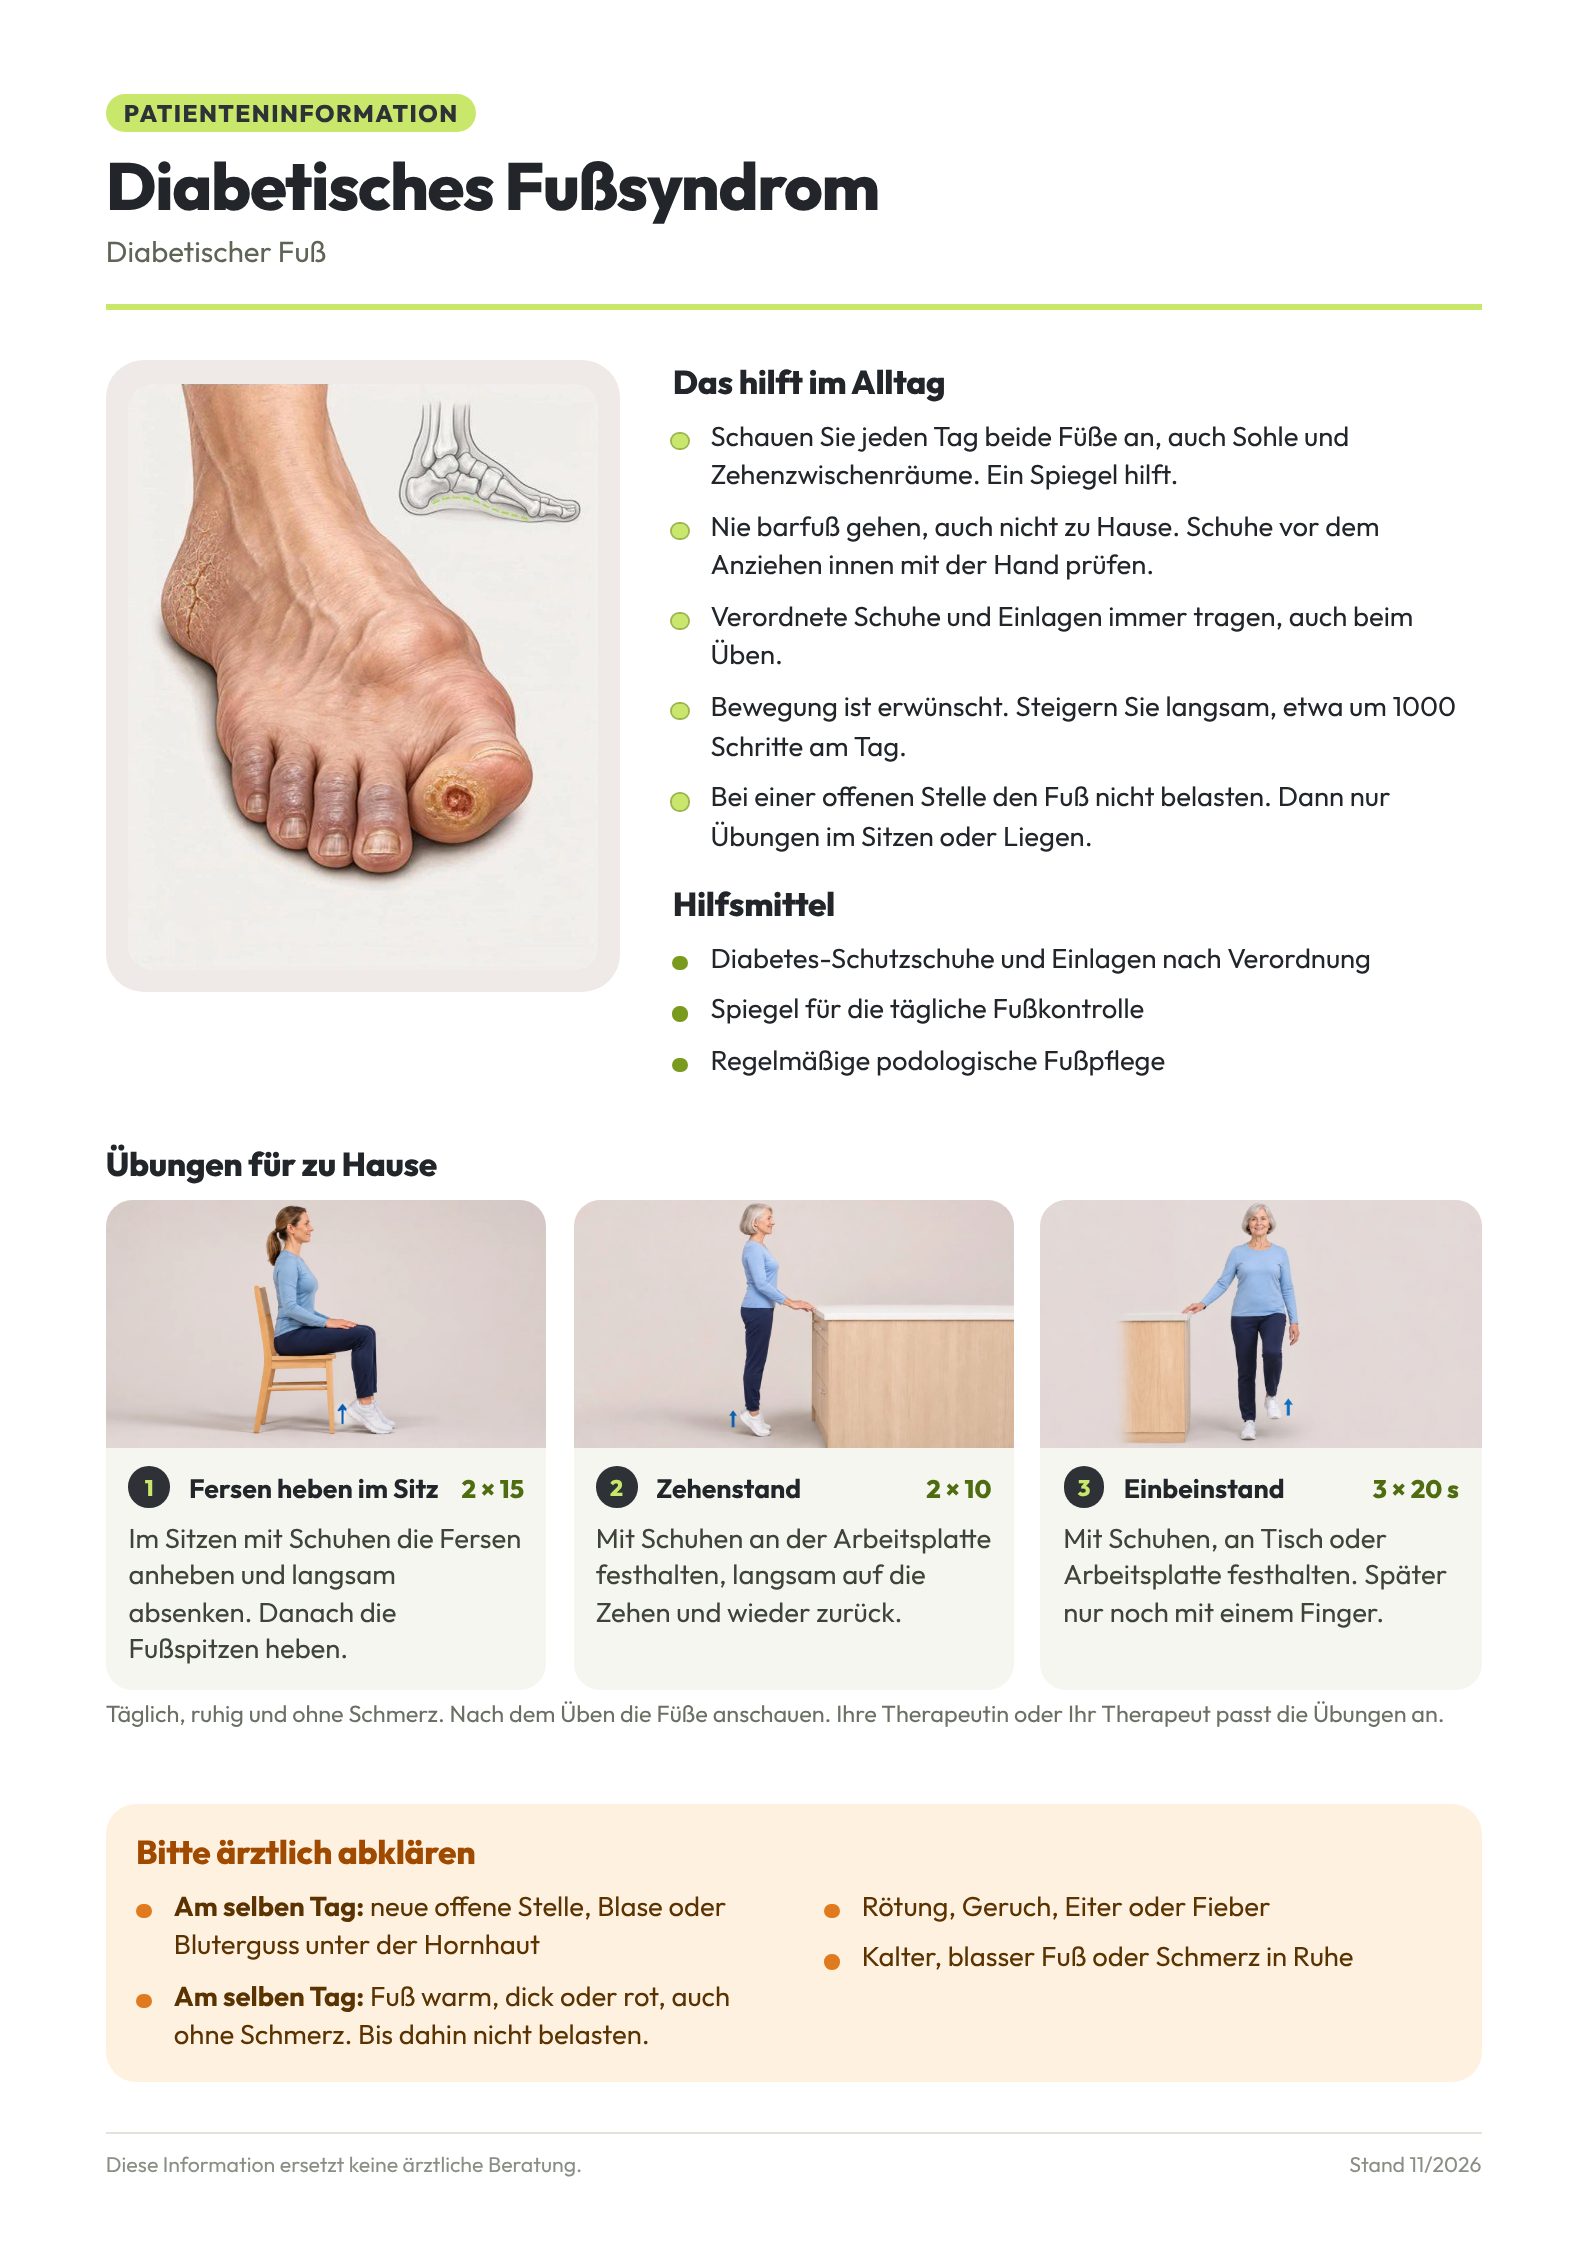 PATIENTENINFORMATION
Diabetisches Fußsyndrom
Diabetischer Fuß
Das hilft im Alltag
Schauen Sie jeden Tag beide Füße an, auch Sohle und
Zehenzwischenräume. Ein Spiegel hilft.
Nie barfuß gehen, auch nicht zu Hause. Schuhe vor dem
Anziehen innen mit der Hand prüfen.
Verordnete Schuhe und Einlagen immer tragen, auch beim
Üben.
Bewegung ist erwünscht. Steigern Sie langsam, etwa um 1000
Schritte am Tag.
Bei einer offenen Stelle den Fuß nicht belasten. Dann nur
Übungen im Sitzen oder Liegen.
Hilfsmittel
Diabetes-Schutzschuhe und Einlagen nach Verordnung
Spiegel für die tägliche Fußkontrolle
Regelmäßige podologische Fußpflege
Übungen für zu Hause
1 Fersen heben im Sitz 2 × 15
Im Sitzen mit Schuhen die Fersen
anheben und langsam
absenken. Danach die
Fußspitzen heben.
2 Zehenstand 2 × 10
Mit Schuhen an der Arbeitsplatte
festhalten, langsam auf die
Zehen und wieder zurück.
3 Einbeinstand 3 × 20 s
Mit Schuhen, an Tisch oder
Arbeitsplatte festhalten. Später
nur noch mit einem Finger.
Täglich, ruhig und ohne Schmerz. Nach dem Üben die Füße anschauen. Ihre Therapeutin oder Ihr Therapeut passt die Übungen an.
Bitte ärztlich abklären
Am selben Tag: neue offene Stelle, Blase oder
Bluterguss unter der Hornhaut
Am selben Tag: Fuß warm, dick oder rot, auch
ohne Schmerz. Bis dahin nicht belasten.
Rötung, Geruch, Eiter oder Fieber
Kalter, blasser Fuß oder Schmerz in Ruhe
Diese Information ersetzt keine ärztliche Beratung.
Stand 11/2026